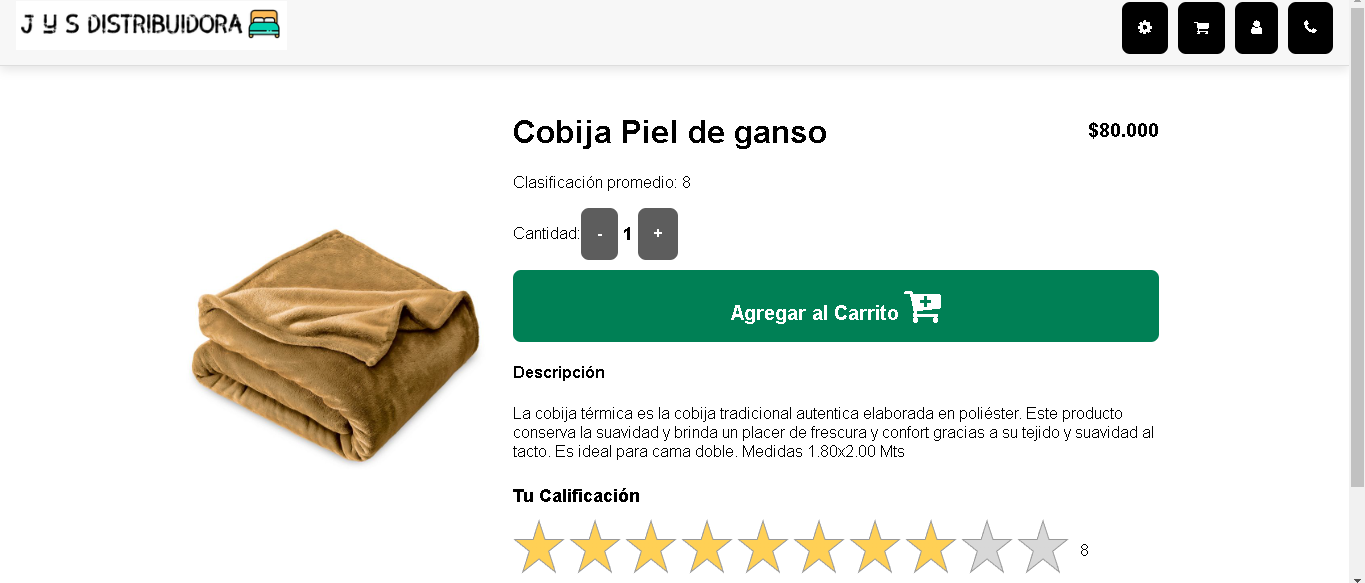 J Y S DISTRIBUIDORA
Cobija Piel de ganso
$80.000
Clasificación promedio: 8
Cantidad: - 1 +
Agregar al Carrito
Descripción
La cobija térmica es la cobija tradicional autentica elaborada en poliéster. Este producto
conserva la suavidad y brinda un placer de frescura y confort gracias a su tejido y suavidad al
tacto. Es ideal para cama doble. Medidas 1.80x2.00 Mts
Tu Calificación
8